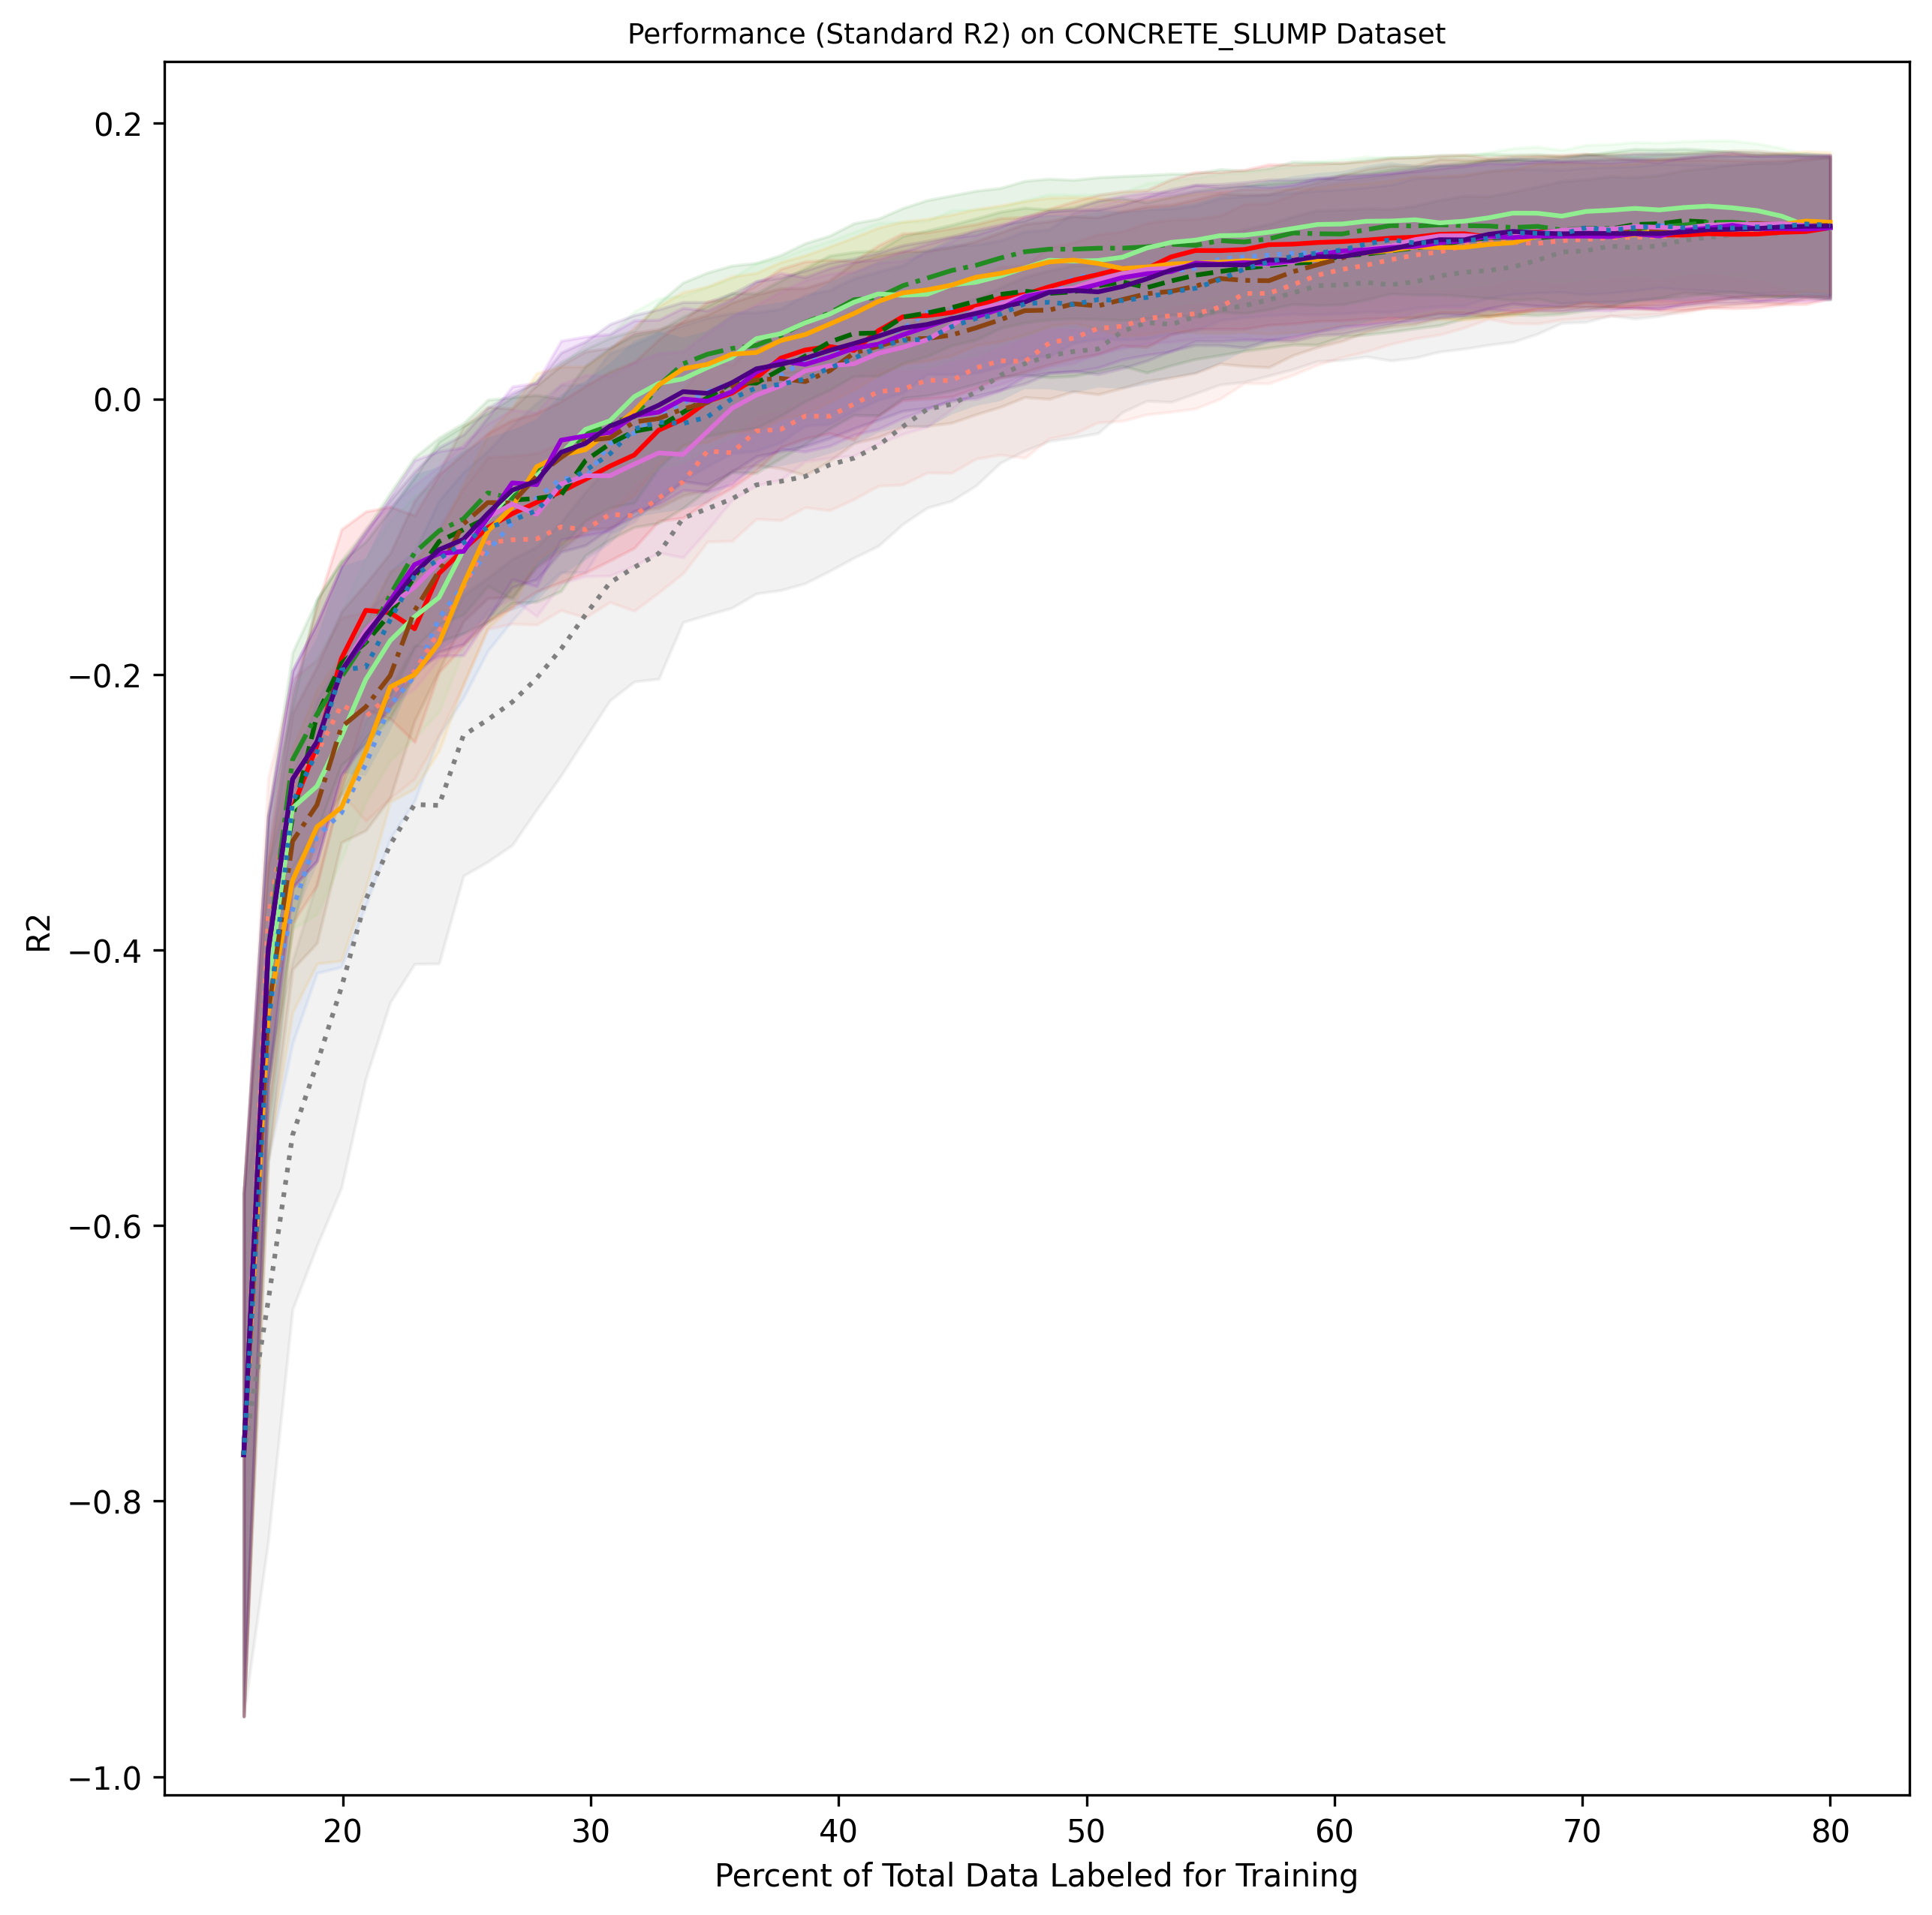 Performance (Standard R2) on CONCRETE_SLUMP Dataset
0.2
0.0
−0.2
−0.4
−0.6
−0.8
−1.0
R2
20 30 40 50 60 70 80
Percent of Total Data Labeled for Training